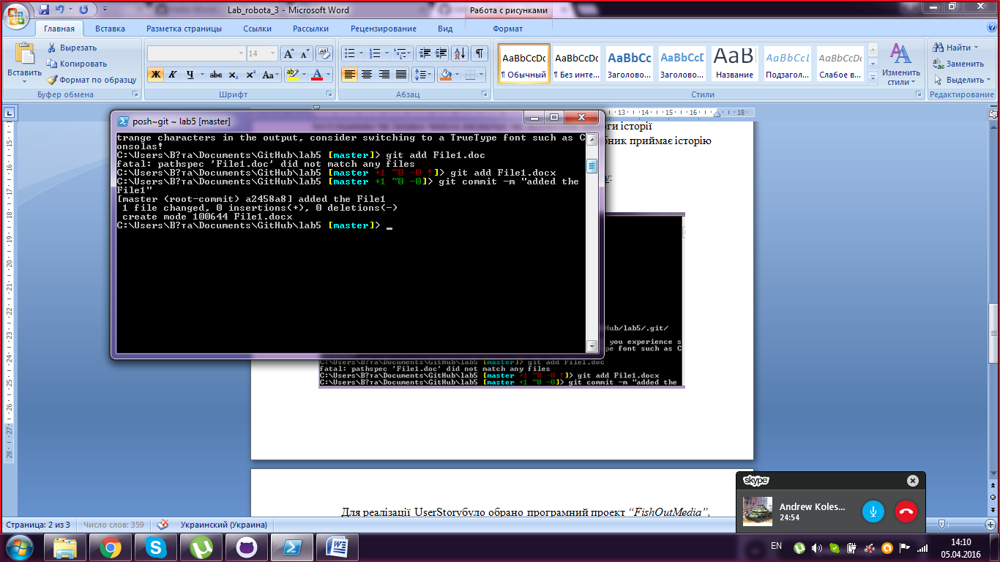 Lab_robota_3 - Microsoft Word
Работа с рисунками
Главная Вставка Разметка страницы Ссылки Рассылки Рецензирование Вид Формат
Вставить
Вырезать
Копировать
Формат по образцу
Буфер обмена
14
Ж К Ч abc x₂ x² Aa
Шрифт
Абзац
AaBbCcDc AaBbCcDc AaBbCc AaBbCcD AaB AaBbCcL AaBbCcDc
¶ Обычный ¶ Без инте... Заголово... Заголово... Название Подзагол... Слабое в...
Изменить стили
Стили
Найти
Заменить
Выделить
Редактирование
13 14 15 16 17 18
історії
приймає історію
posh~git ~ lab5 [master]
trange characters in the output, consider switching to a TrueType font such as C
onsolas!
C:\Users\В?та\Documents\GitHub\lab5 [master]> git add File1.doc
fatal: pathspec 'File1.doc' did not match any files
C:\Users\В?та\Documents\GitHub\lab5 [master +1 ~0 -0 !]> git add File1.docx
C:\Users\В?та\Documents\GitHub\lab5 [master +1 ~0 -0]> git commit -m "added the
File1"
[master (root-commit) a2458a8] added the File1
1 file changed, 0 insertions(+), 0 deletions(-)
create mode 100644 File1.docx
C:\Users\В?та\Documents\GitHub\lab5 [master]>
Hub/lab5/.git/
you experience s
pe font such as C
C:\Users\В?та\Documents\GitHub\lab5 [master]> git add File1.doc
fatal: pathspec 'File1.doc' did not match any files
C:\Users\В?та\Documents\GitHub\lab5 [master +1 ~0 -0 !]> git add File1.docx
C:\Users\В?та\Documents\GitHub\lab5 [master +1 ~0 -0]> git commit -m "added the
Для реалізації UserStoryбуло обрано програмний проект “FishOutMedia”,
skype
Andrew Koles...
24:54
Страница: 2 из 3 Число слов: 359 Украинский (Украина)
EN
14:10
05.04.2016